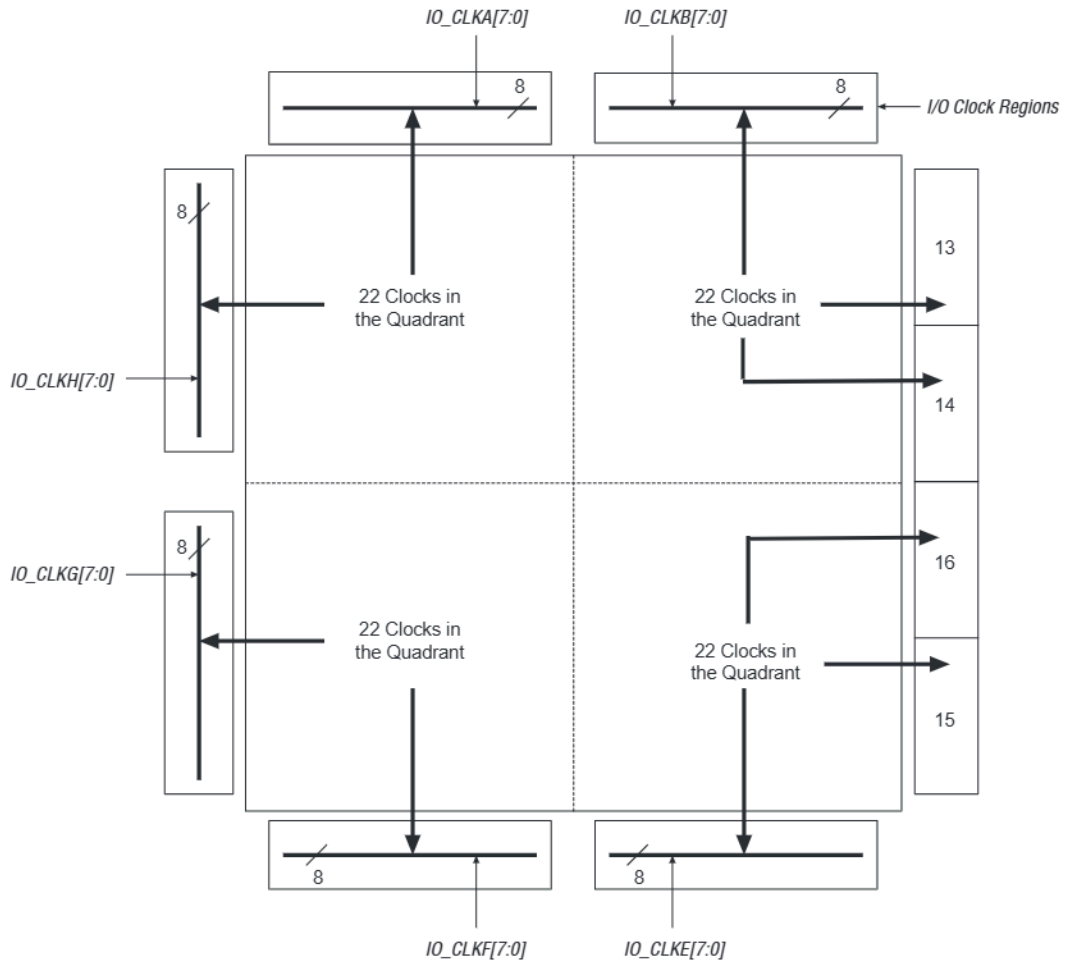 IO_CLKA[7:0]
IO_CLKB[7:0]
8
8
I/O Clock Regions
8
13
22 Clocks in
the Quadrant
22 Clocks in
the Quadrant
IO_CLKH[7:0]
14
8
16
IO_CLKG[7:0]
22 Clocks in
the Quadrant
22 Clocks in
the Quadrant
15
8
8
IO_CLKF[7:0]
IO_CLKE[7:0]